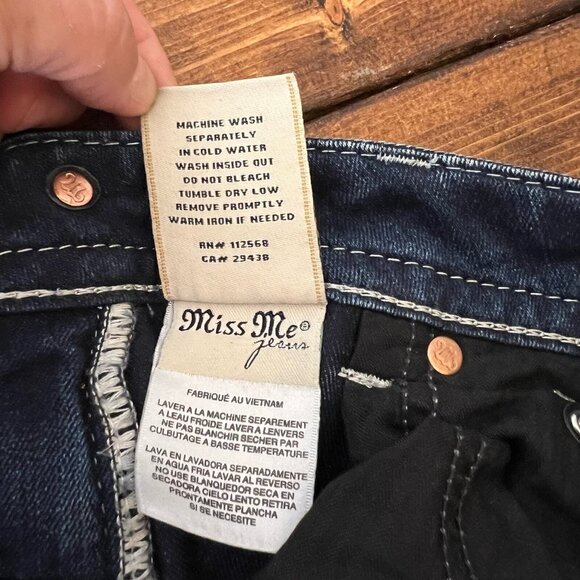 MACHINE WASH
SEPARATELY
IN COLD WATER
WASH INSIDE OUT
DO NOT BLEACH
TUMBLE DRY LOW
REMOVE PROMPTLY
WARM IRON IF NEEDED
RN# 112568
CA# 29438
Miss Me®
jeans
FABRIQUÉ AU VIETNAM
LAVER A LA MACHINE SEPAREMENT
A LEAU FROIDE LAVER A LENVERS
NE PAS BLANCHIR SECHER PAR
CULBUTAGE A BASSE TEMPERATURE
LAVA EN LAVADORA SEPARADAMENTE
EN AGUA FRIA LAVAR AL REVERSO
NO USE BLANQUEDOR SECA EN
SECADORA CIELO LENTO RETIRA
PRONTAMENTE PLANCHA
SI SE NECESITE